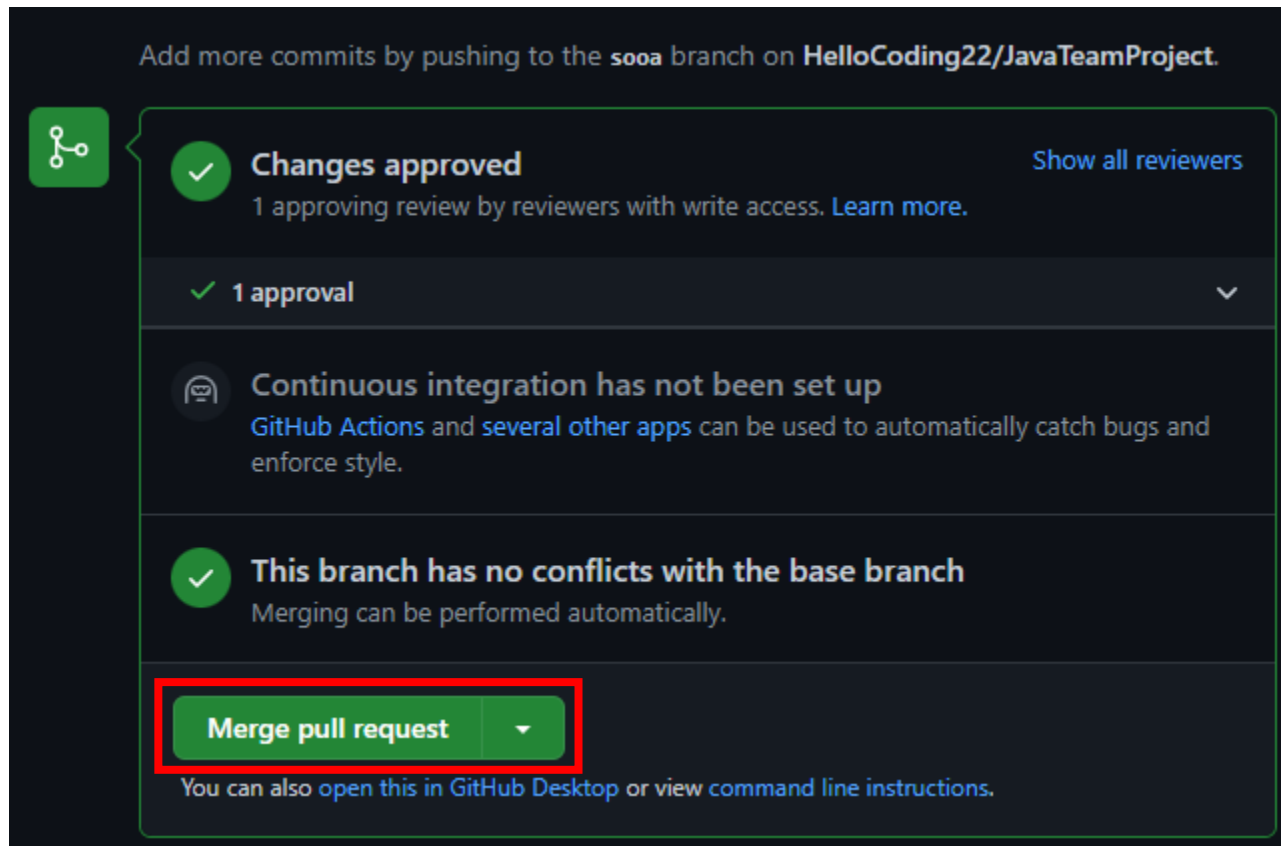 Add more commits by pushing to the sooa branch on HelloCoding22/JavaTeamProject.
Changes approved
Show all reviewers
1 approving review by reviewers with write access. Learn more.
1 approval
Continuous integration has not been set up
GitHub Actions and several other apps can be used to automatically catch bugs and
enforce style.
This branch has no conflicts with the base branch
Merging can be performed automatically.
Merge pull request
You can also open this in GitHub Desktop or view command line instructions.